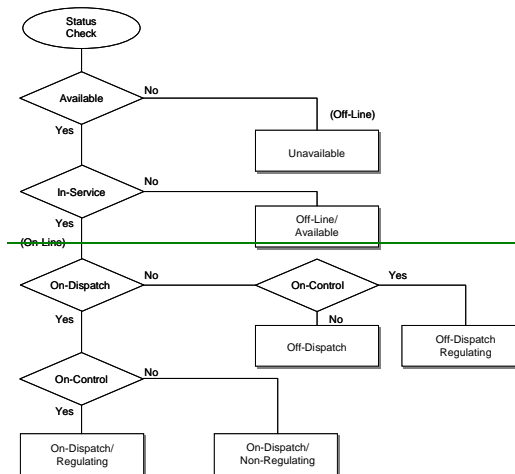 Status
Check
Available
No
Yes
(Off-Line)
Unavailable
In-Service
No
Yes
Off-Line/
Available
(On-Line)
On-Dispatch
No
On-Control
Yes
Yes
No
Off-Dispatch
Off-Dispatch
Regulating
On-Control
No
Yes
On-Dispatch/
Regulating
On-Dispatch/
Non-Regulating